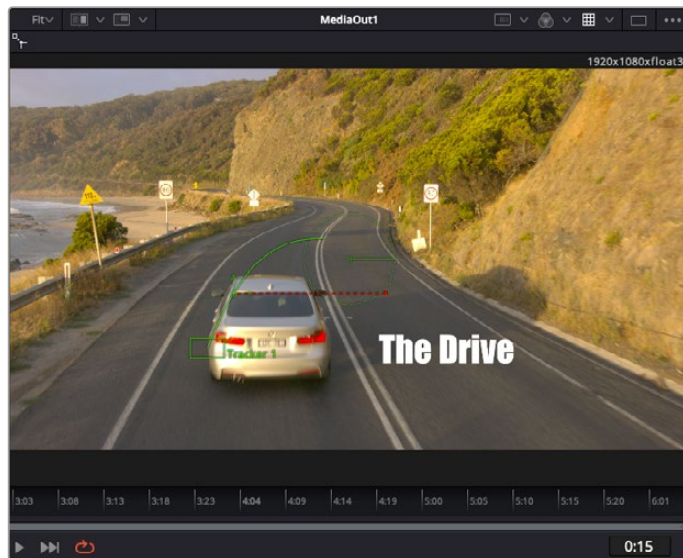 Fit
MediaOut1
1920x1080xfloat3
The Drive
Tracker 1
3:03 3:08 3:13 3:18 3:23 4:04 4:09 4:14 4:19 5:00 5:05 5:10 5:15 5:20 6:01
0:15